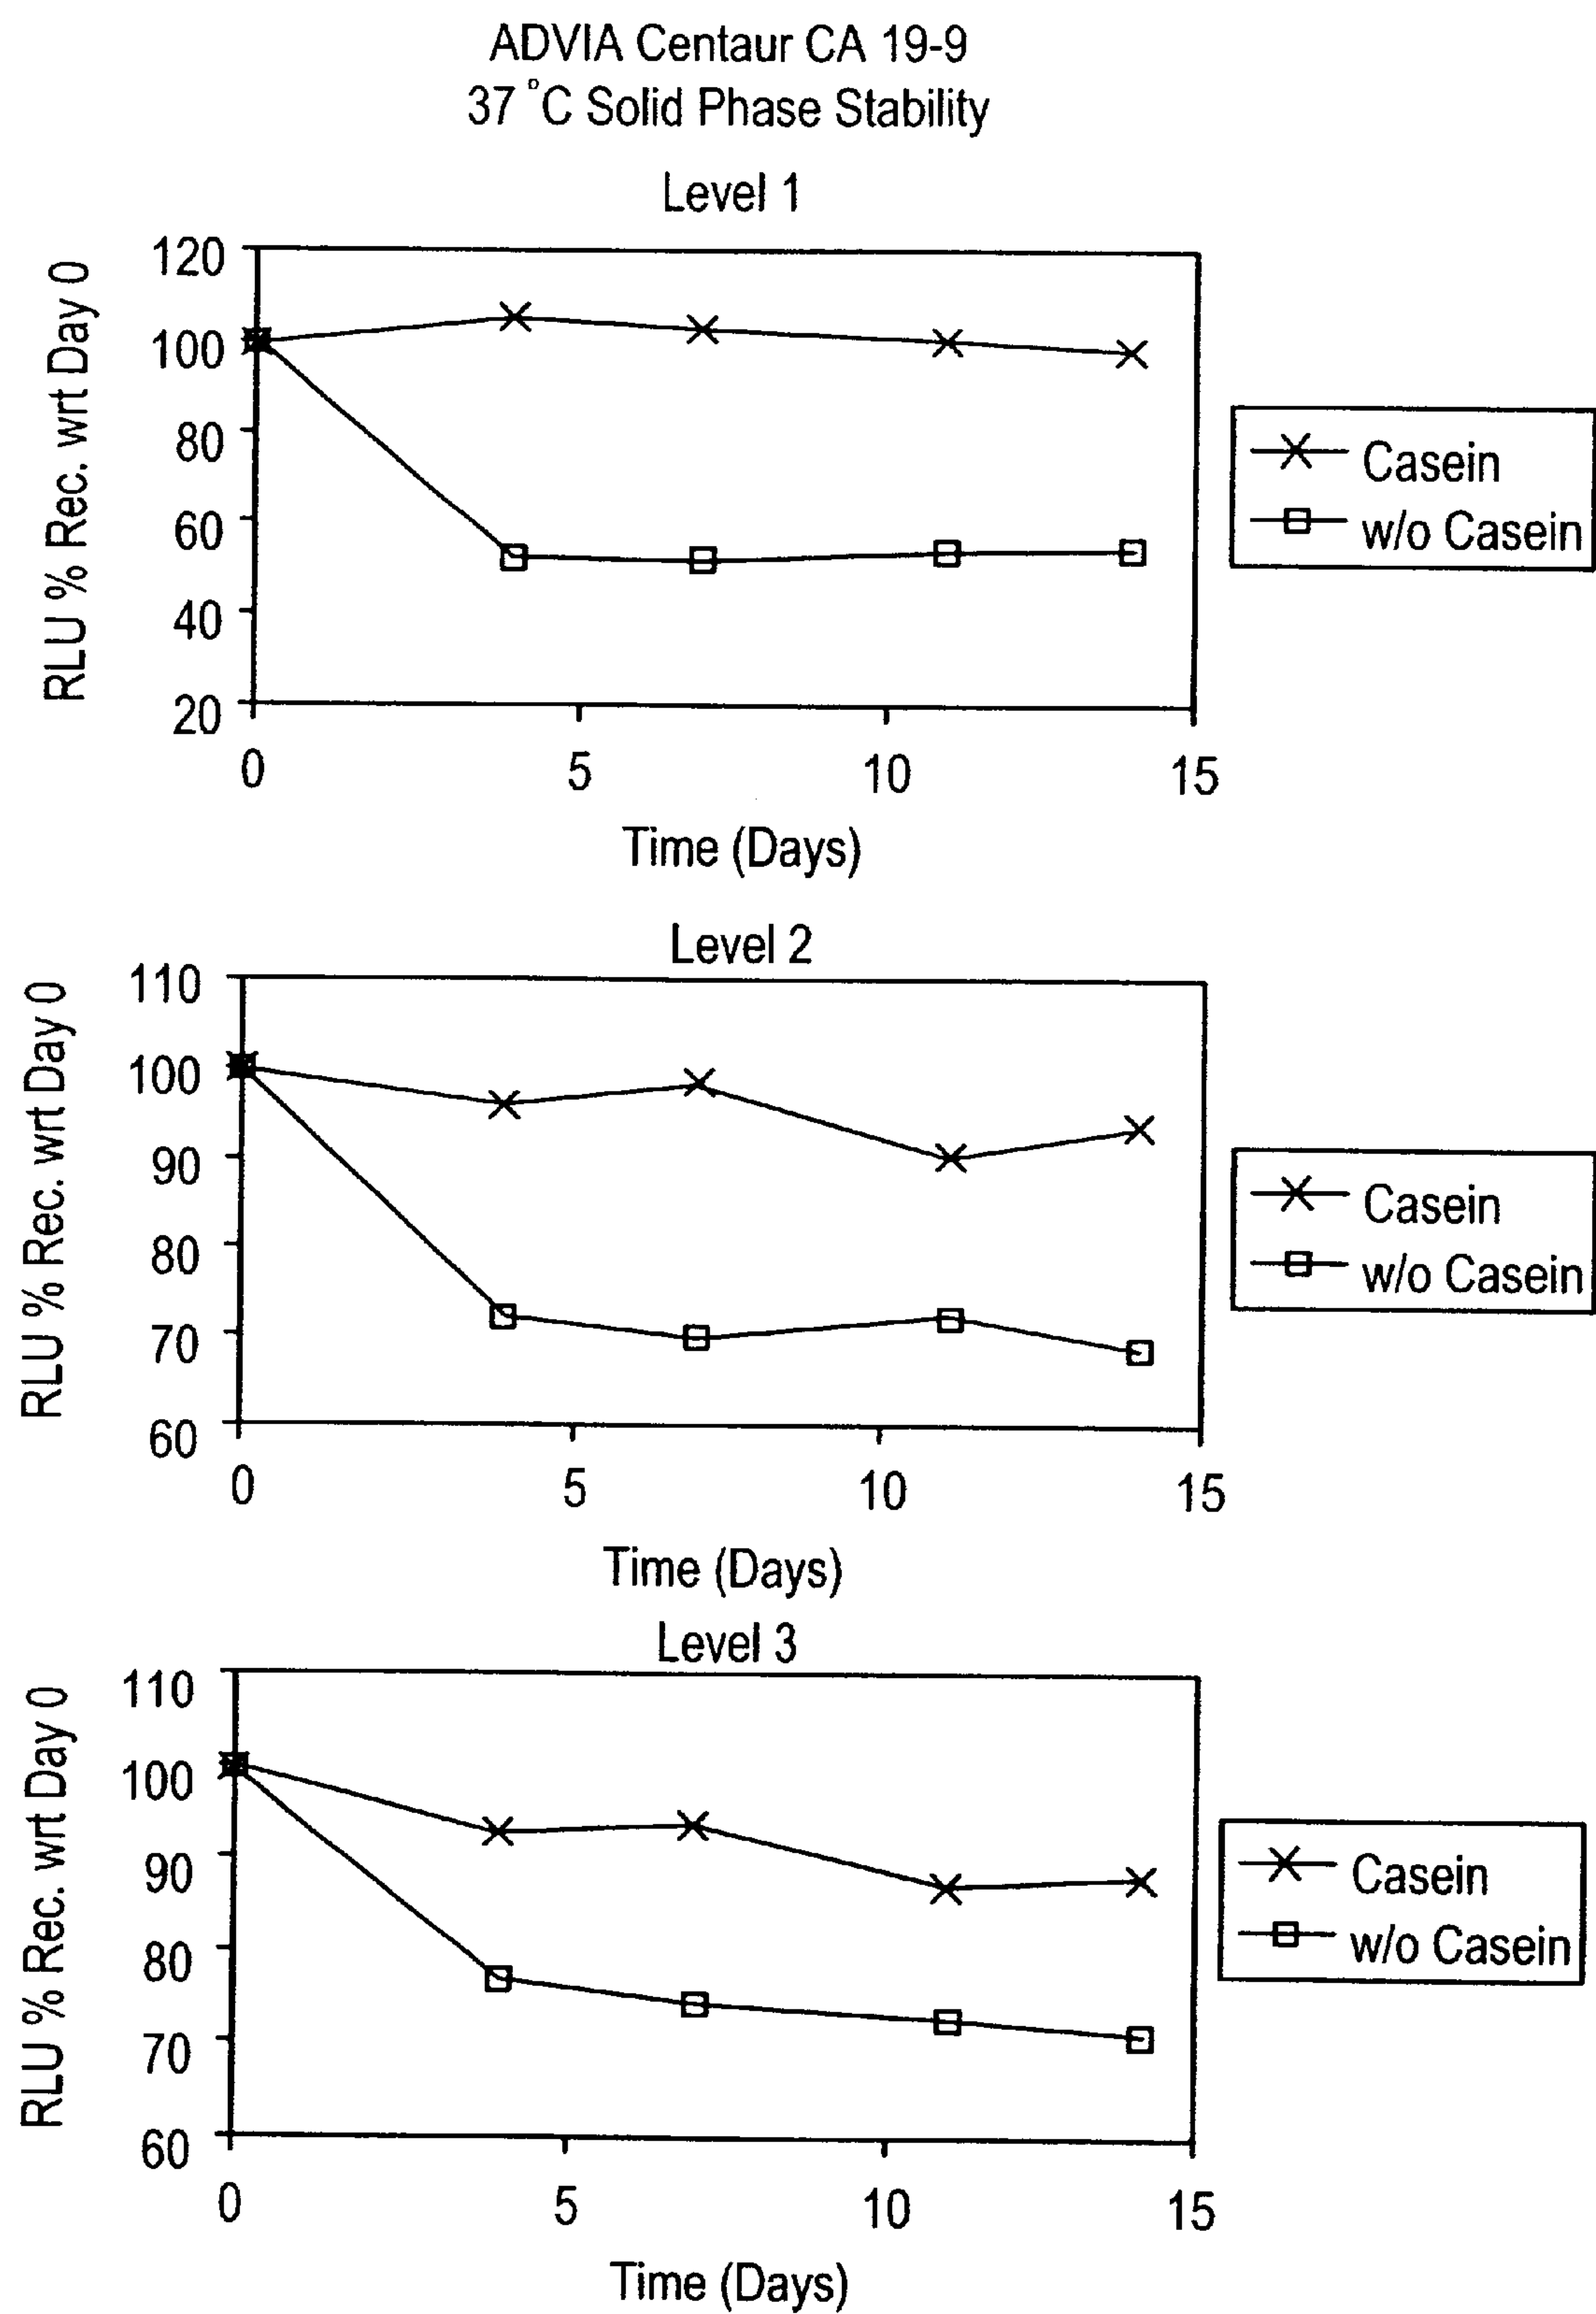 ADVIA Centaur CA 19-9
37 °C Solid Phase Stability
Level 1
RLU % Rec. wrt Day 0
120
100
80
60
40
20
0 5 10 15
Time (Days)
Casein
w/o Casein
Level 2
RLU % Rec. wrt Day 0
110
100
90
80
70
60
0 5 10 15
Time (Days)
Casein
w/o Casein
Level 3
RLU % Rec. wrt Day 0
110
100
90
80
70
60
0 5 10 15
Time (Days)
Casein
w/o Casein